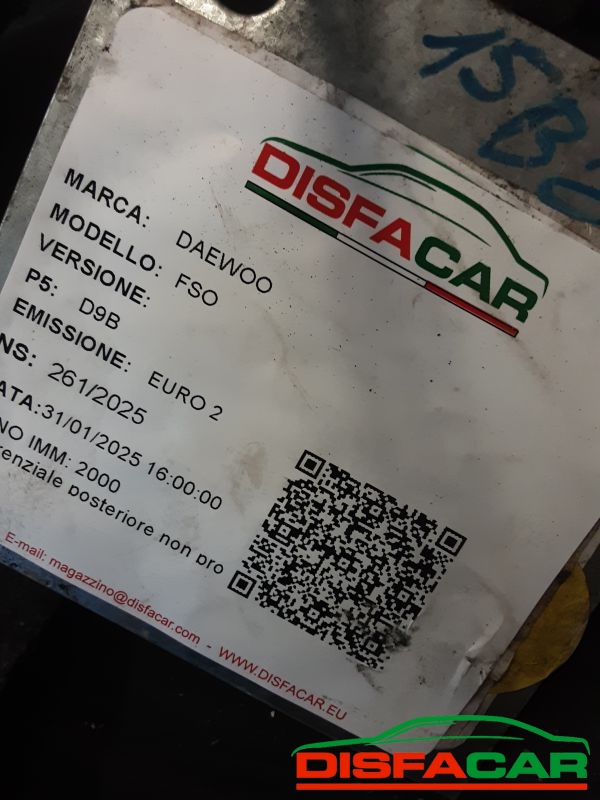 15B
DISFACAR
MARCA: DAEWOO
MODELLO: FSO
VERSIONE:
P5: D9B
EMISSIONE: EURO 2
NS: 261/2025
ATA:31/01/2025 16:00:00
NO IMM: 2000
renziale posteriore non pro
E-mail: magazzino@disfacar.com - WWW.DISFACAR.EU
DISFACAR